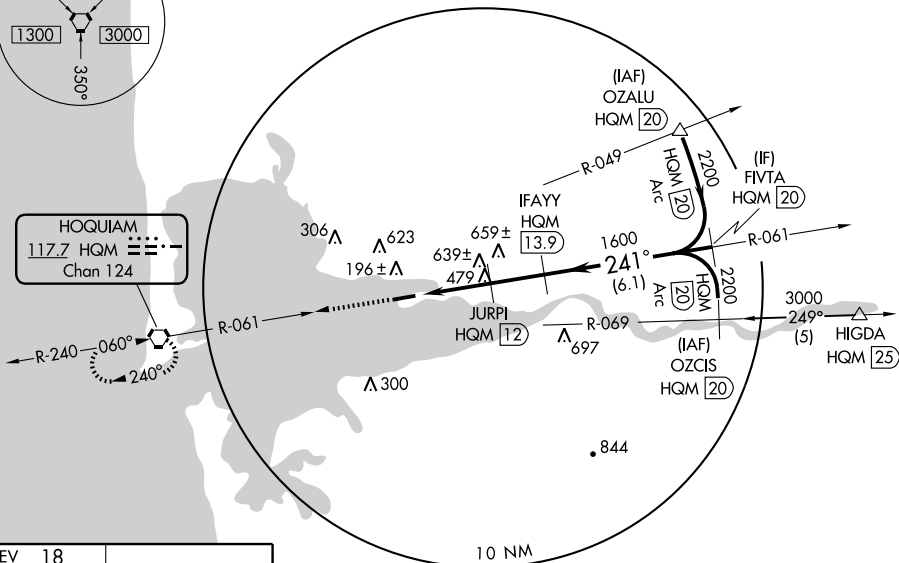 1300
3000
350°
(IAF)
OZALU
HQM 20
R-049
2200
HQM 20
Arc
(IF)
FIVTA
HQM 20
R-061
IFAYY
HQM
13.9
1600
241°
(6.1)
HOQUIAM
117.7 HQM
Chan 124
306
623
196 ±
639±
659±
479
JURPI
HQM 12
R-061
R-240
060°
240°
HQM
20
Arc
2200
R-069
697
(IAF)
OZCIS
HQM 20
3000
249°
(5)
HIGDA
HQM 25
300
844
10 NM
EV 18